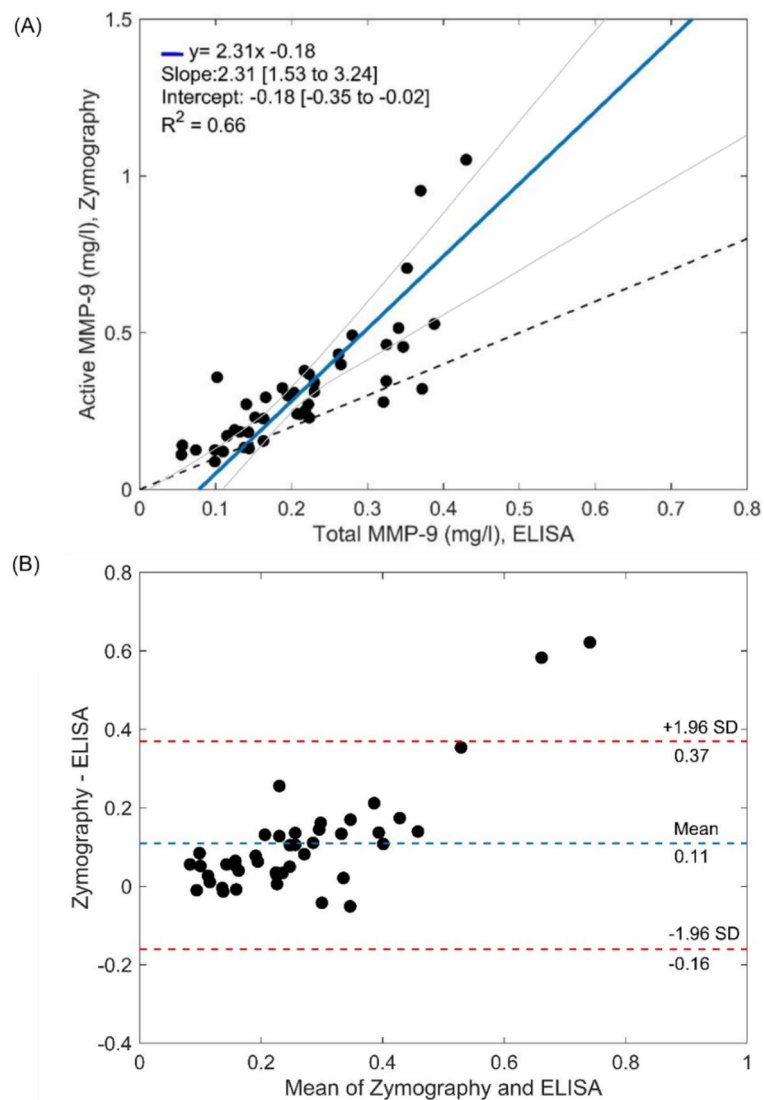 (A)
1.5
y= 2.31x -0.18
Slope:2.31 [1.53 to 3.24]
Intercept: -0.18 [-0.35 to -0.02]
R² = 0.66
1
0.5
0
Active MMP-9 (mg/l), Zymography
0 0.1 0.2 0.3 0.4 0.5 0.6 0.7 0.8
Total MMP-9 (mg/l), ELISA
(B)
0.8
0.6
0.4
+1.96 SD
0.37
0.2
Mean
0.11
0
-1.96 SD
-0.16
-0.2
-0.4
Zymography - ELISA
0 0.2 0.4 0.6 0.8 1
Mean of Zymography and ELISA